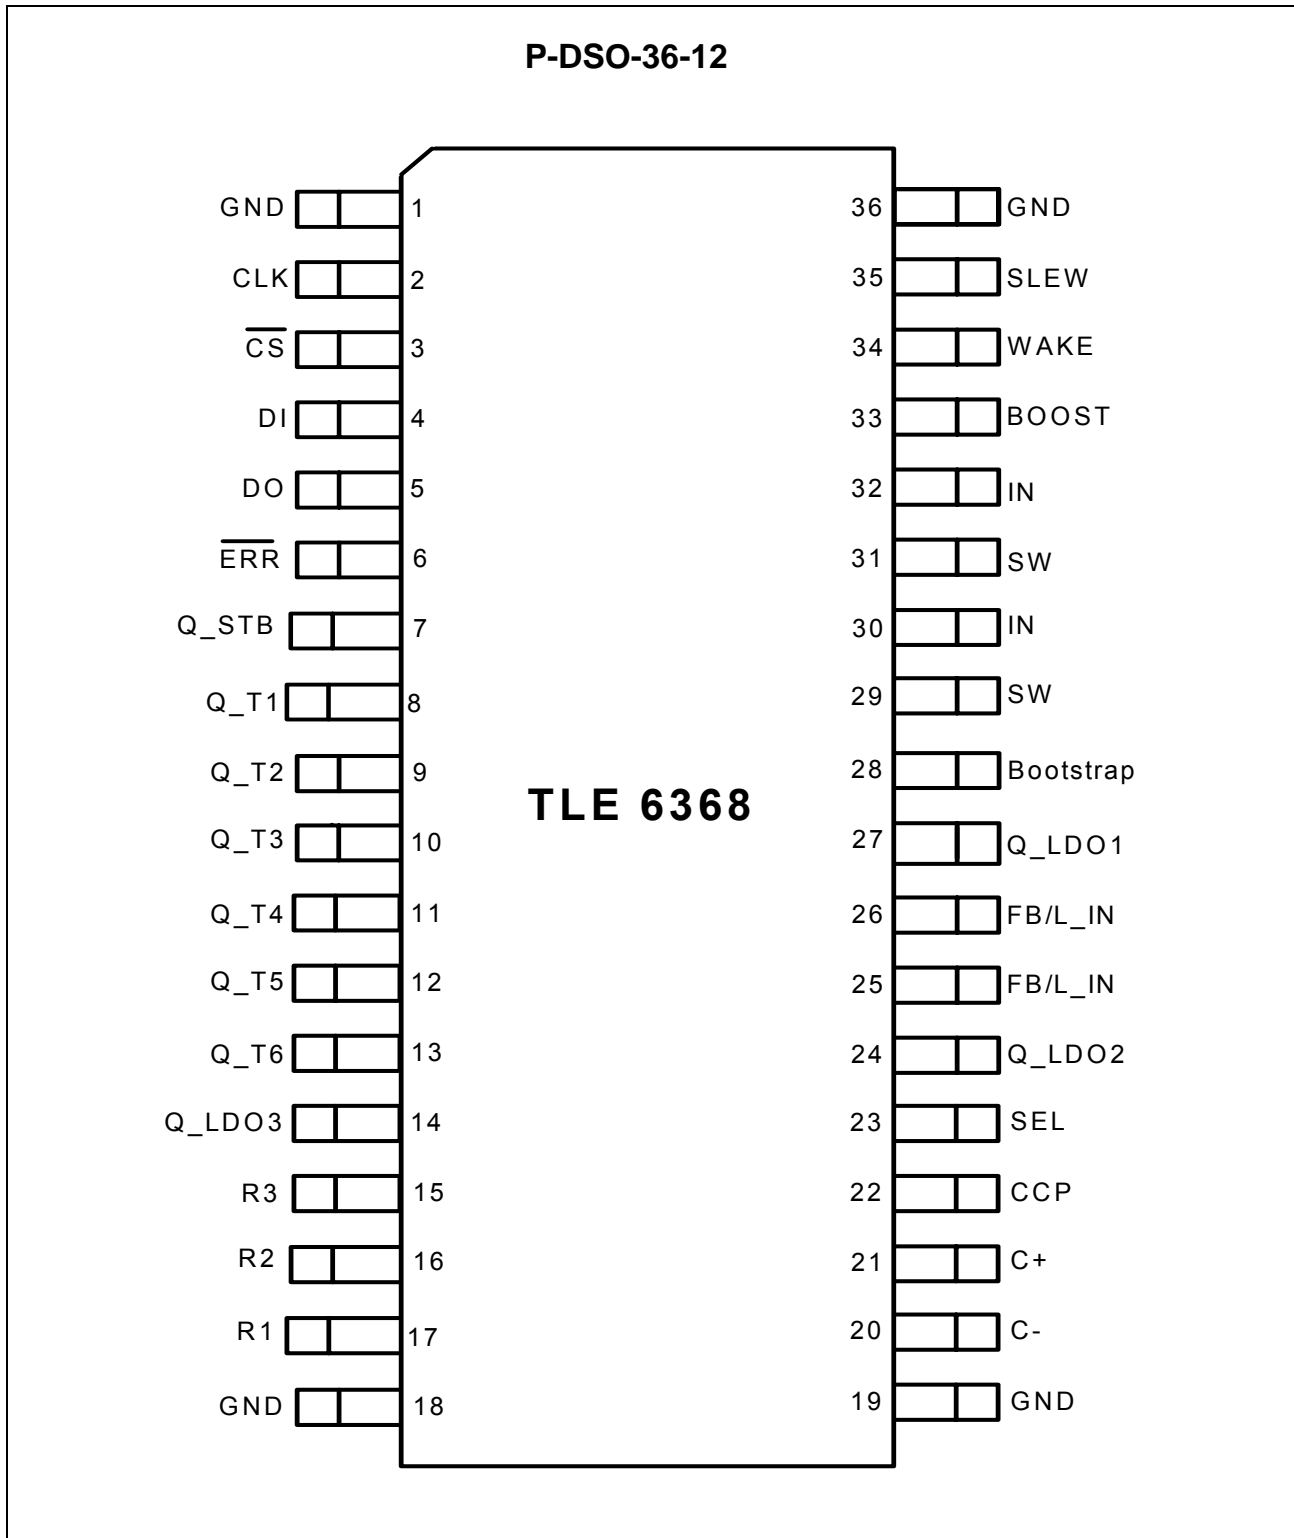 P-DSO-36-12
GND 1 36 GND
CLK 2 35 SLEW
C̅S̅ 3 34 WAKE
DI 4 33 BOOST
DO 5 32 IN
E̅R̅R̅ 6 31 SW
Q_STB 7 30 IN
Q_T1 8 29 SW
Q_T2 9 28 Bootstrap
TLE 6368
Q_T3 10 27 Q_LDO1
Q_T4 11 26 FB/L_IN
Q_T5 12 25 FB/L_IN
Q_T6 13 24 Q_LDO2
Q_LDO3 14 23 SEL
R3 15 22 CCP
R2 16 21 C+
R1 17 20 C-
GND 18 19 GND